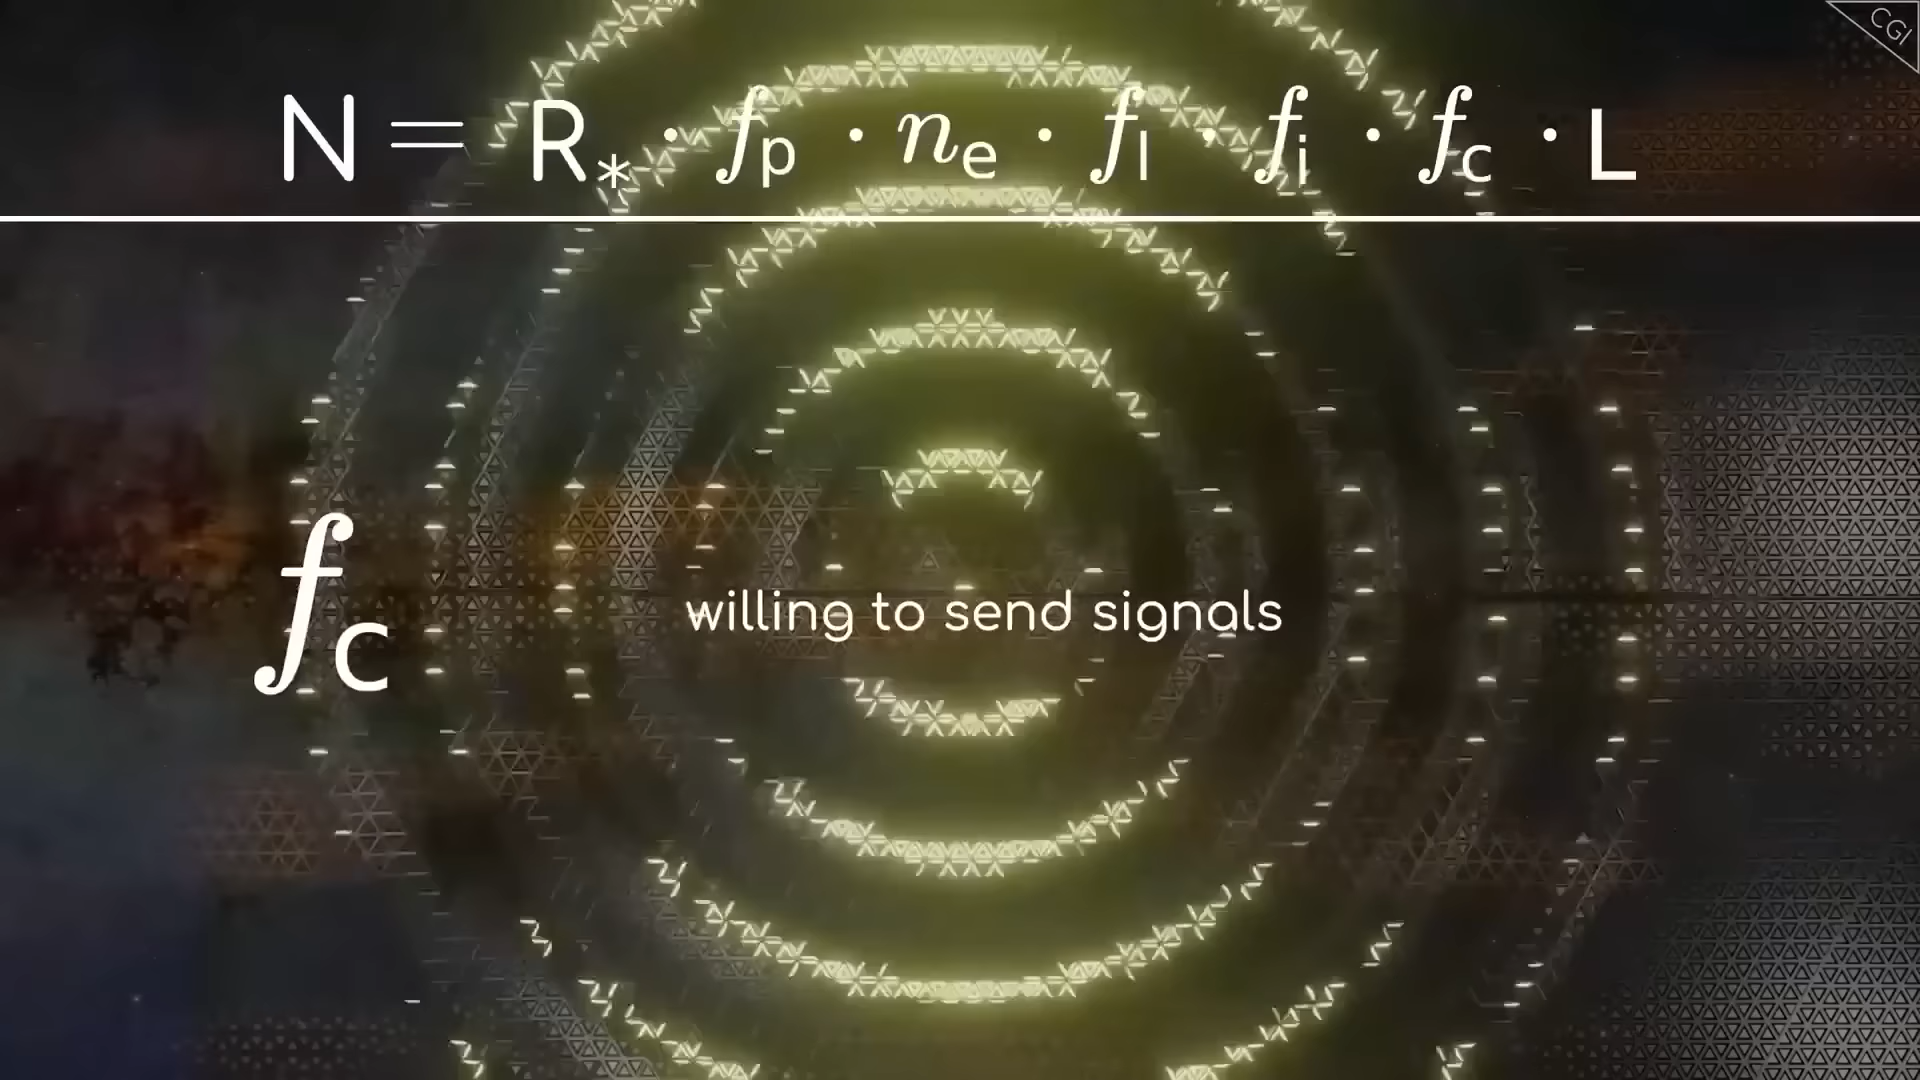 CGI
N = R* · fp · ne · fl · fi · fc · L
fc
willing to send signals